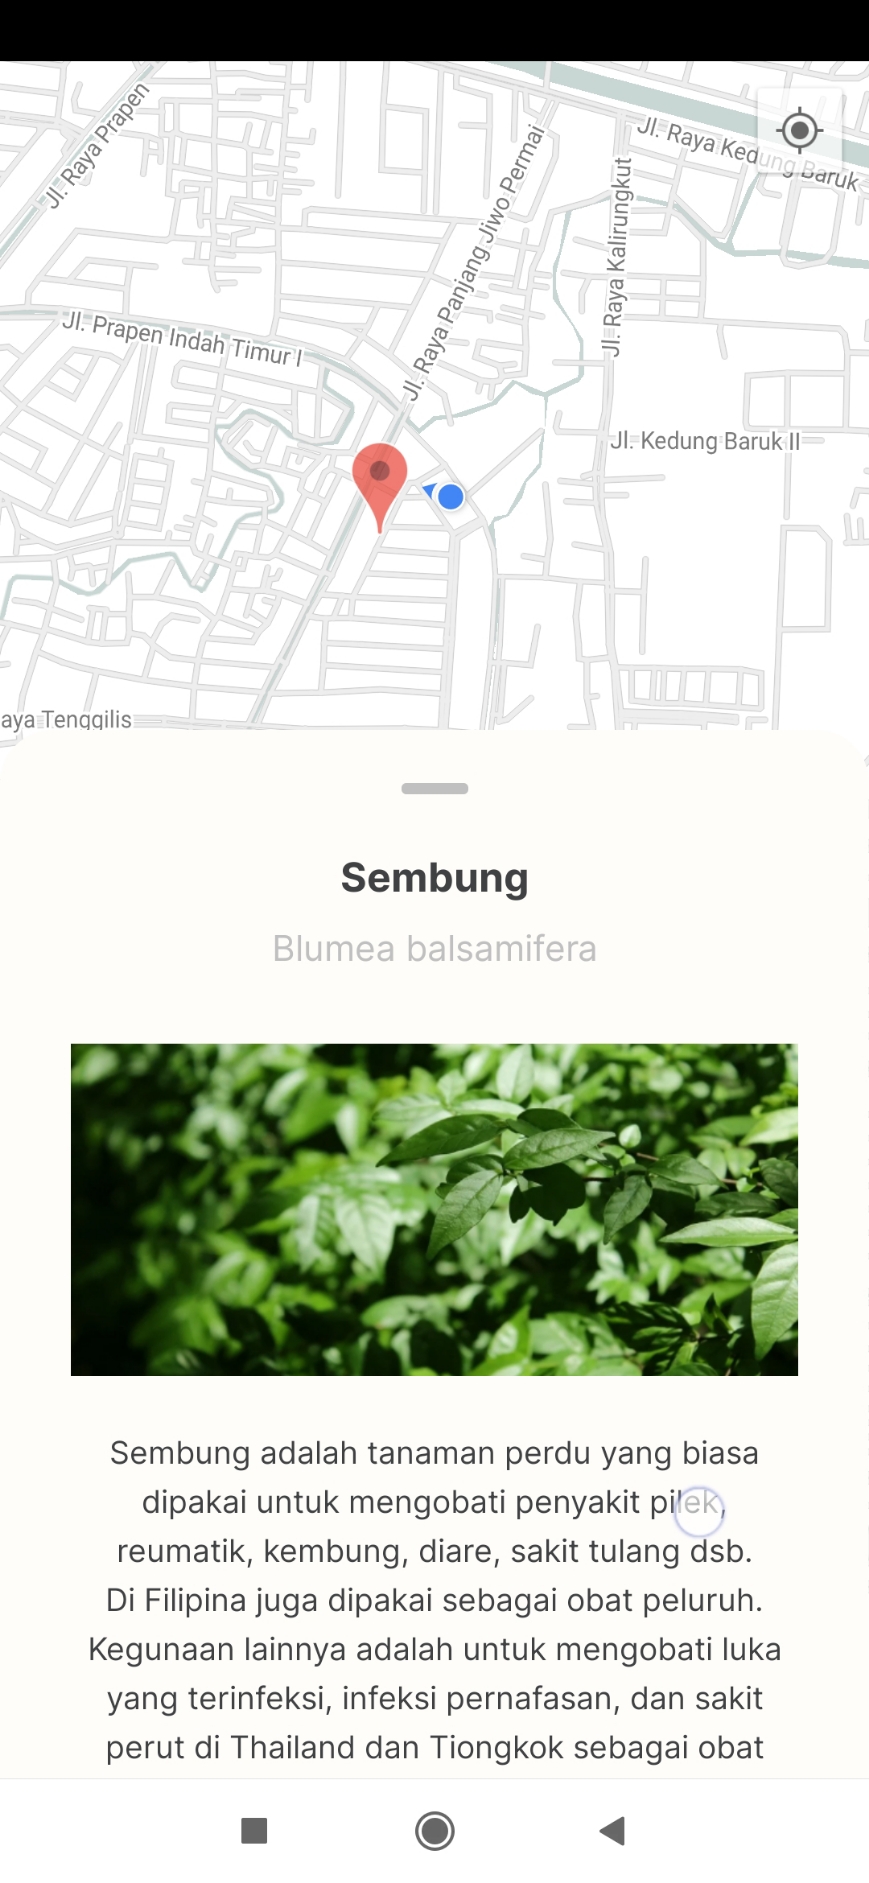 Jl. Raya Prapen
Jl. Raya Kedung Baruk
Jl. Raya Panjang Jiwo Permai
Jl. Raya Kalirungkut
Jl. Prapen Indah Timur I
Jl. Kedung Baruk II
aya Tenggilis
Sembung
Blumea balsamifera
Sembung adalah tanaman perdu yang biasa
dipakai untuk mengobati penyakit pilek,
reumatik, kembung, diare, sakit tulang dsb.
Di Filipina juga dipakai sebagai obat peluruh.
Kegunaan lainnya adalah untuk mengobati luka
yang terinfeksi, infeksi pernafasan, dan sakit
perut di Thailand dan Tiongkok sebagai obat